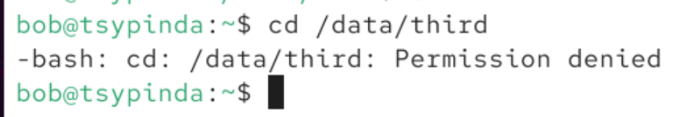 bob@tsypinda:~$ cd /data/third
-bash: cd: /data/third: Permission denied
bob@tsypinda:~$